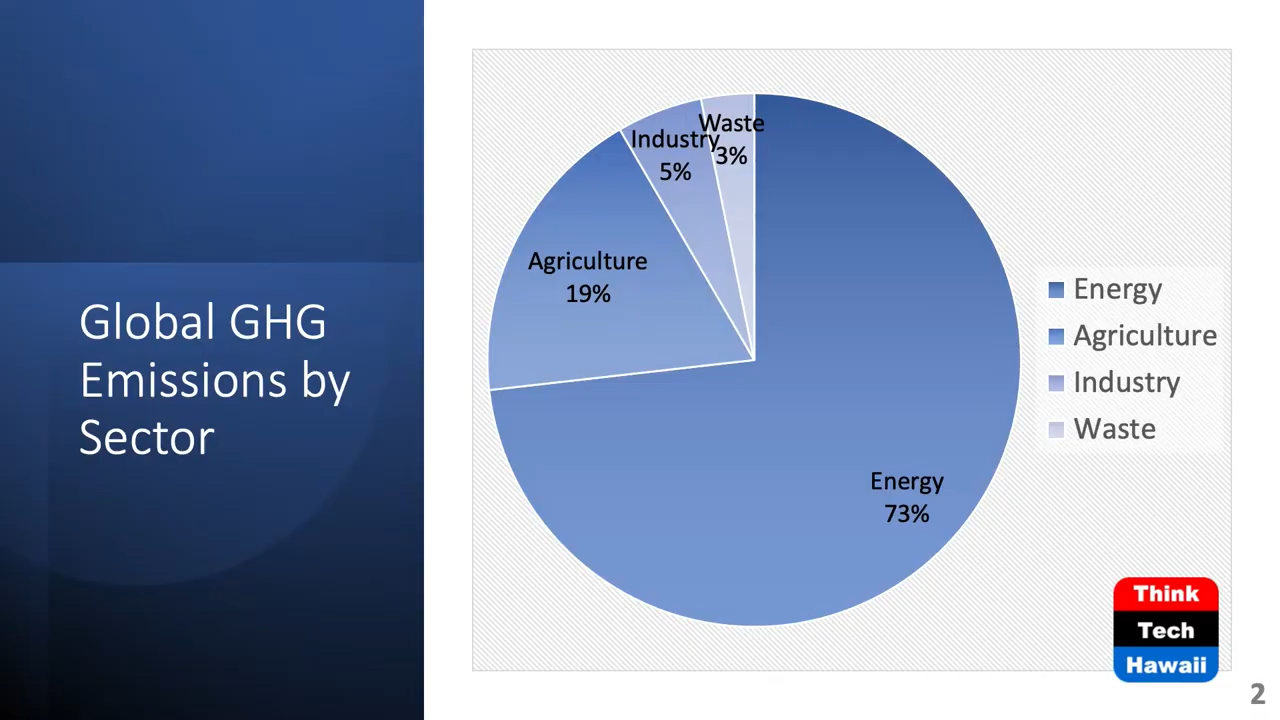 Global GHG
Emissions by
Sector
Waste
3%
Industry
5%
Agriculture
19%
Energy
73%
Energy
Agriculture
Industry
Waste
Think
Tech
Hawaii
2